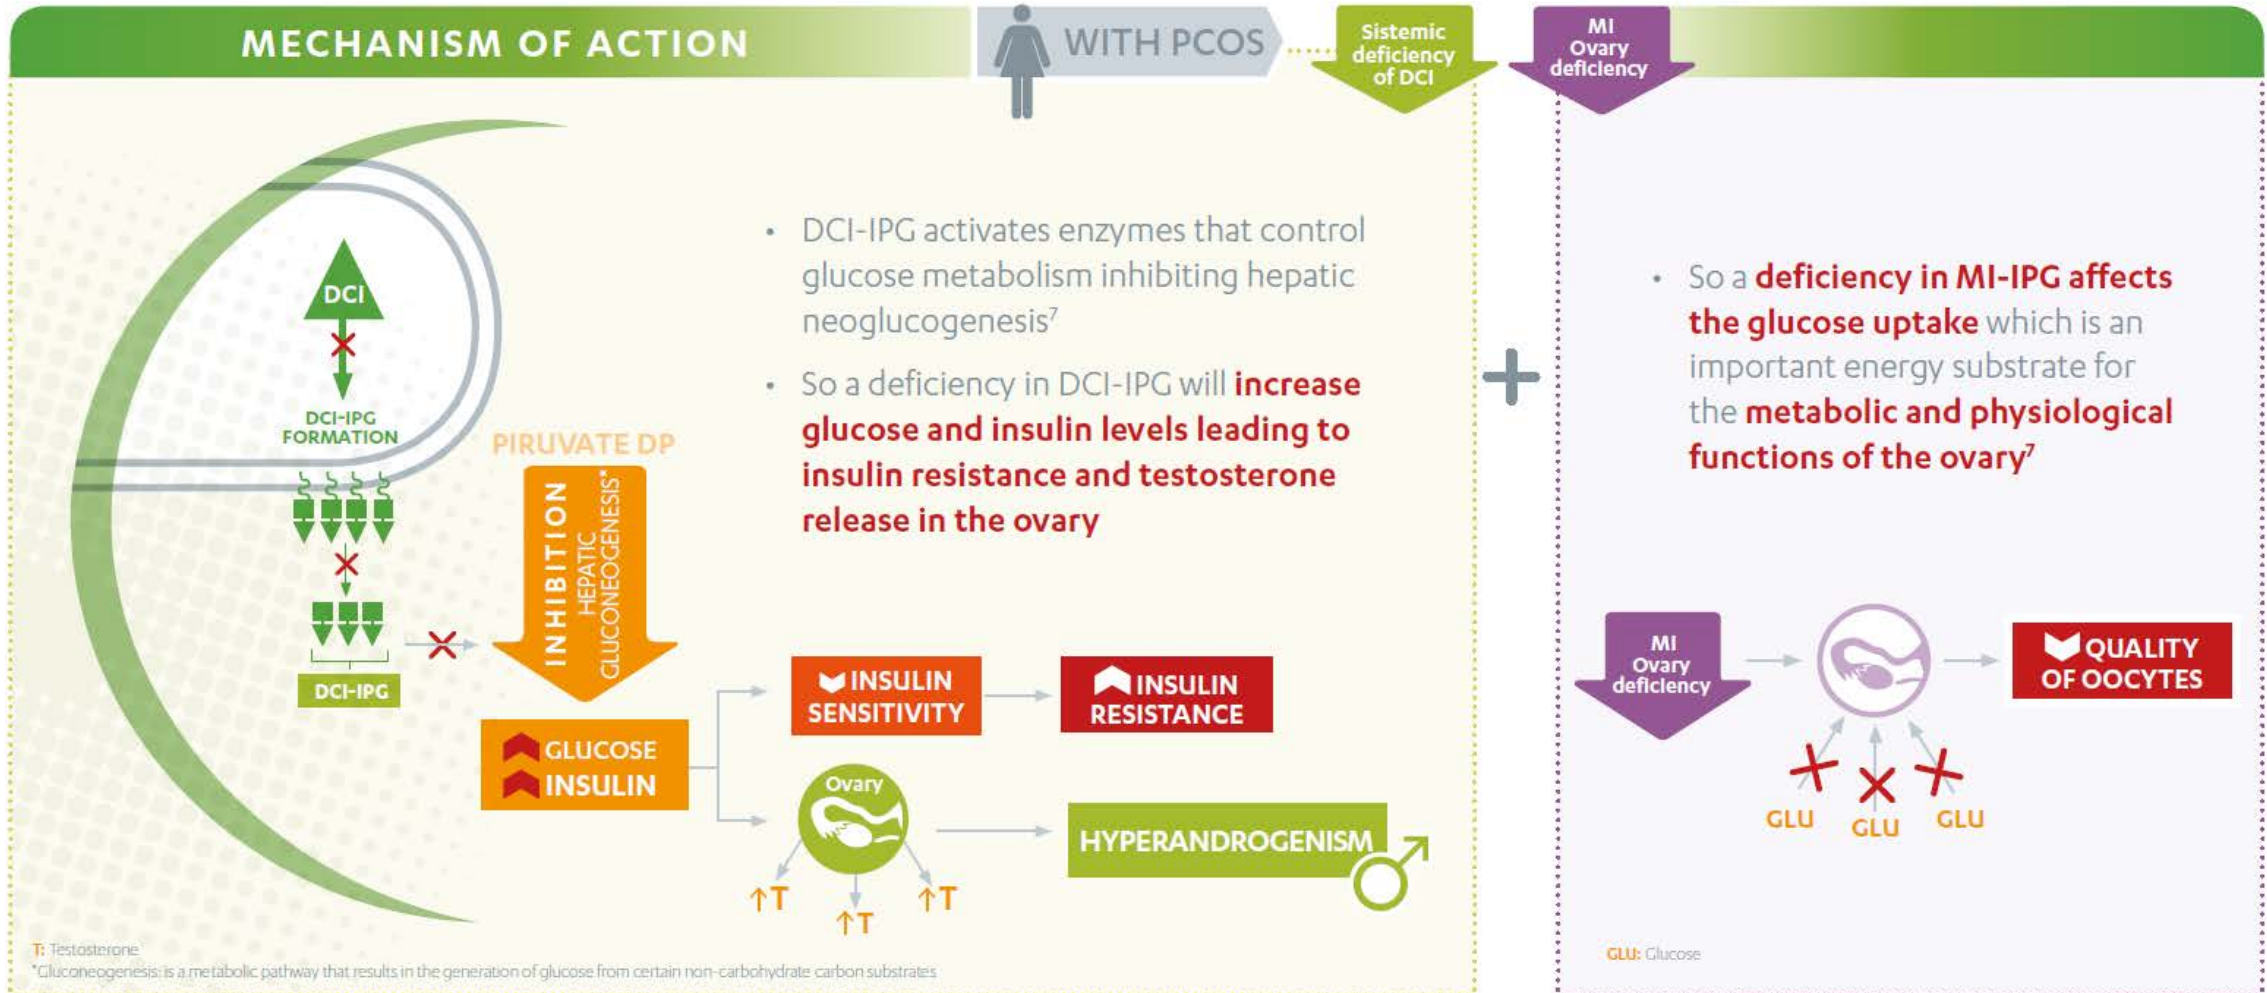 MECHANISM OF ACTION
WITH PCOS
Sistemic
deficiency
of DCI
MI
Ovary
deficiency
DCI
DCI-IPG
FORMATION
DCI-IPG
PIRUVATE DP
INHIBITION
HEPATIC
GLUCONEOGENESIS*
GLUCOSE
INSULIN
• DCI-IPG activates enzymes that control
glucose metabolism inhibiting hepatic
neoglucogenesis⁷
• So a deficiency in DCI-IPG will increase
glucose and insulin levels leading to
insulin resistance and testosterone
release in the ovary
INSULIN
SENSITIVITY
INSULIN
RESISTANCE
Ovary
↑T
↑T
↑T
HYPERANDROGENISM
T: Testosterone
*Gluconeogenesis: is a metabolic pathway that results in the generation of glucose from certain non-carbohydrate carbon substrates
+
• So a deficiency in MI-IPG affects
the glucose uptake which is an
important energy substrate for
the metabolic and physiological
functions of the ovary⁷
MI
Ovary
deficiency
QUALITY
OF OOCYTES
GLU
GLU
GLU
GLU: Glucose